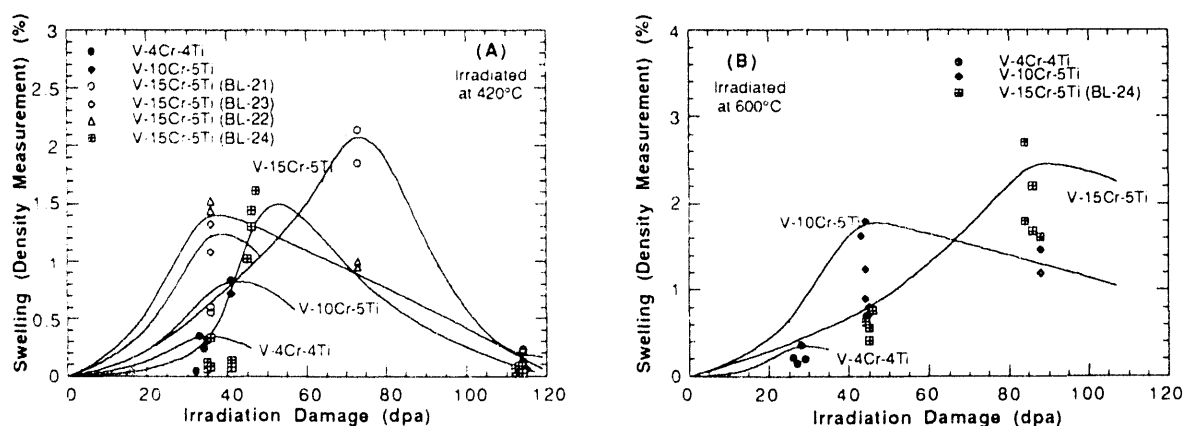 Swelling (Density Measurement) (%)
3
2.5
2
1.5
1
0.5
0
V-4Cr-4Ti
V-10Cr-5Ti
V-15Cr-5Ti (BL-21)
V-15Cr-5Ti (BL-23)
V-15Cr-5Ti (BL-22)
V-15Cr-5Ti (BL-24)
(A)
Irradiated
at 420°C
V-15Cr-5Ti
V-10Cr-5Ti
V-4Cr-4Ti
0 20 40 60 80 100 120
Irradiation Damage (dpa)
Swelling (Density Measurement) (%)
4
3
2
1
0
(B)
Irradiated
at 600°C
V-4Cr-4Ti
V-10Cr-5Ti
V-15Cr-5Ti (BL-24)
V-10Cr-5Ti
V-15Cr-5Ti
V-4Cr-4Ti
0 20 40 60 80 100 120
Irradiation Damage (dpa)